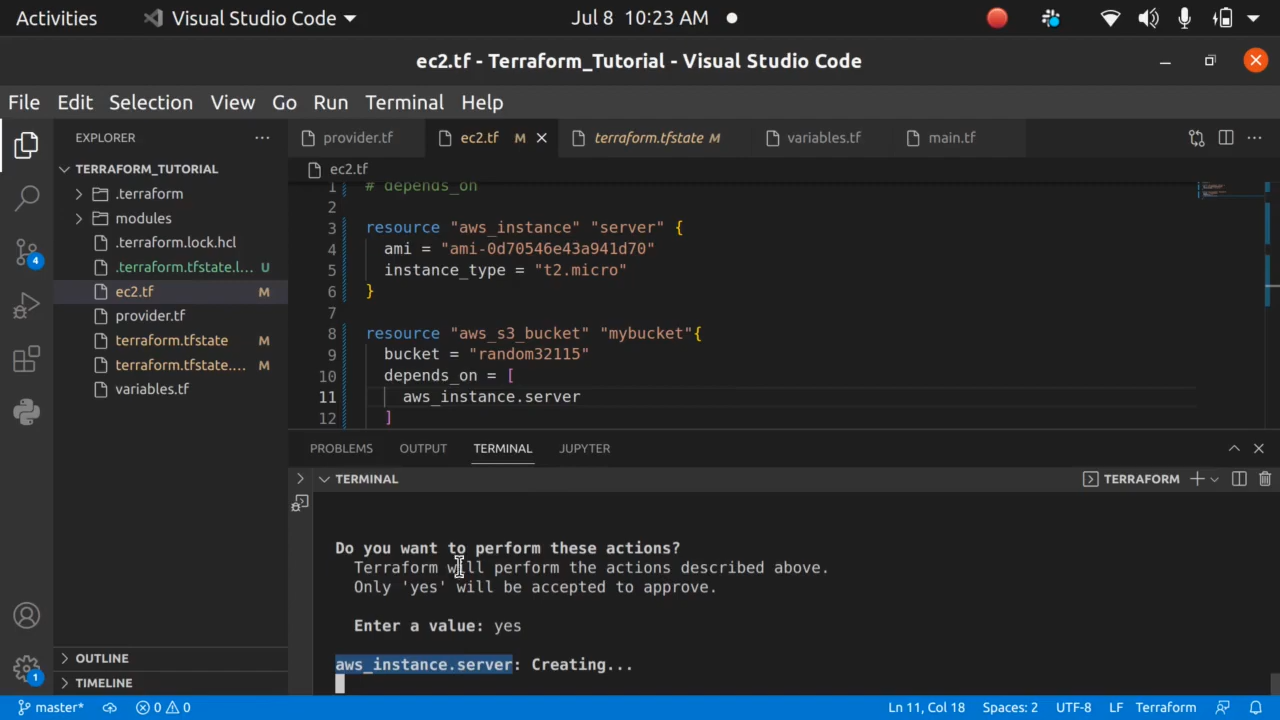 Activities
Visual Studio Code
Jul 8 10:23 AM
ec2.tf - Terraform_Tutorial - Visual Studio Code
File Edit Selection View Go Run Terminal Help
EXPLORER
provider.tf
ec2.tf M
terraform.tfstate M
variables.tf
main.tf
TERRAFORM_TUTORIAL
.terraform
modules
.terraform.lock.hcl
.terraform.tfstate.l... U
ec2.tf M
provider.tf
terraform.tfstate M
terraform.tfstate.... M
variables.tf
OUTLINE
TIMELINE
4
1
ec2.tf
1 # depends_on
2
3 resource "aws_instance" "server" {
4 ami = "ami-0d70546e43a941d70"
5 instance_type = "t2.micro"
6 }
7
8 resource "aws_s3_bucket" "mybucket"{
9 bucket = "random32115"
10 depends_on = [
11 aws_instance.server
12 ]
PROBLEMS OUTPUT TERMINAL JUPYTER
TERMINAL
TERRAFORM
Do you want to perform these actions?
Terraform will perform the actions described above.
Only 'yes' will be accepted to approve.
Enter a value: yes
aws_instance.server: Creating...
master* 0 0 Ln 11, Col 18 Spaces: 2 UTF-8 LF Terraform